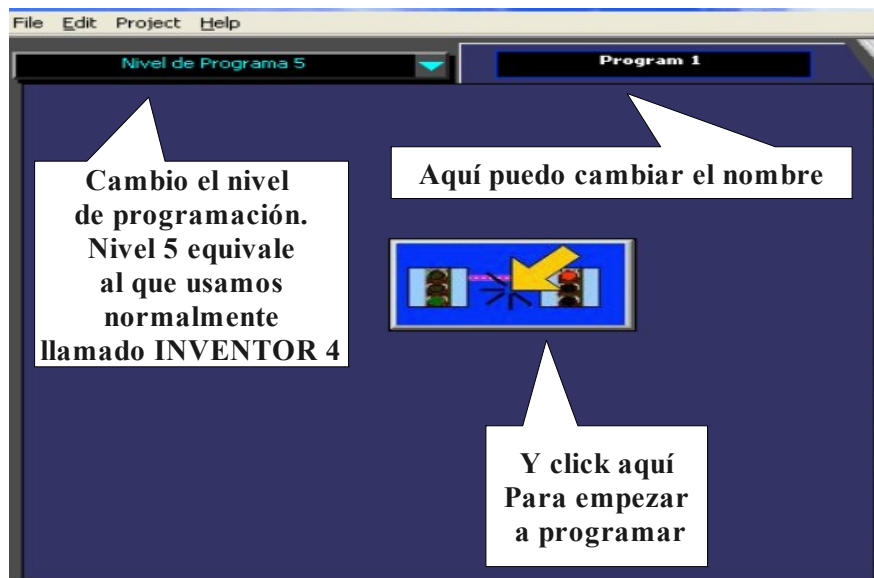 File Edit Project Help
Nivel de Programa 5
Program 1
Cambio el nivel
de programación.
Nivel 5 equivale
al que usamos
normalmente
llamado INVENTOR 4
Aquí puedo cambiar el nombre
Y click aquí
Para empezar
a programar